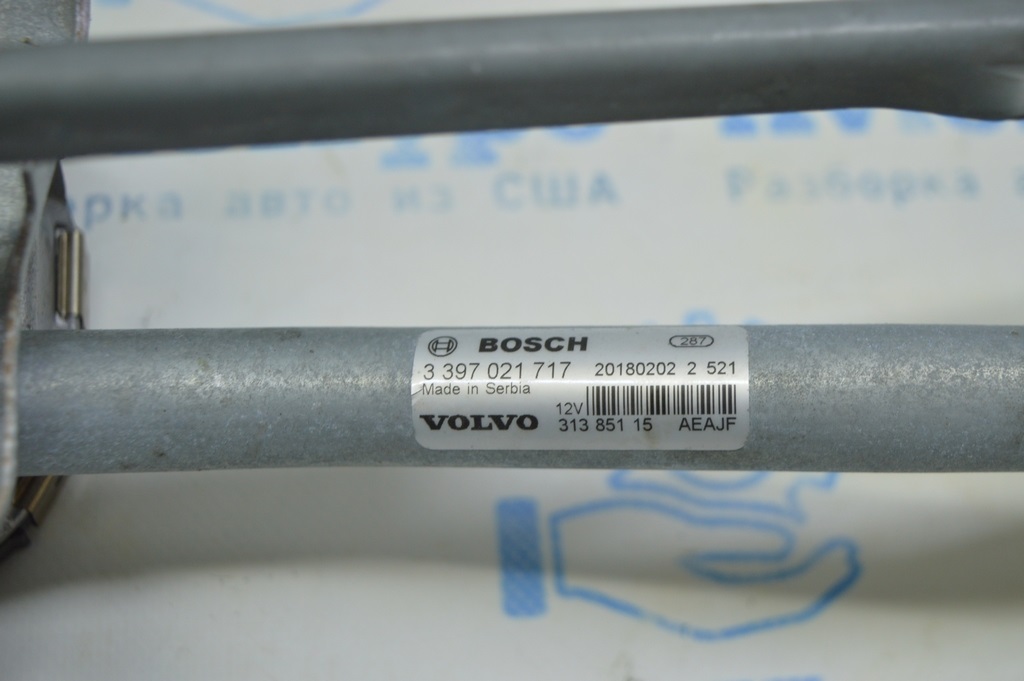 арка авто из США
Разборка а
BOSCH
287
3 397 021 717 20180202 2 521
Made in Serbia
12V
VOLVO 313 851 15 AEAJF